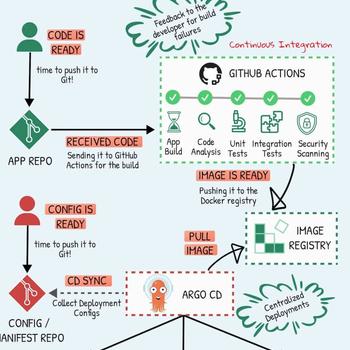 Feedback to the
developer for build
failures
CODE IS
READY
Continuous Integration
time to push it to
Git!
GITHUB ACTIONS
App
Build
Code
Analysis
Unit
Tests
Integration
Tests
Security
Scanning
APP REPO
RECEIVED CODE
Sending it to GitHub
Actions for the build
IMAGE IS READY
Pushing it to the
Docker registry
CONFIG IS
READY
time to push it to
Git!
PULL
IMAGE
IMAGE
REGISTRY
CD SYNC
Collect Deployment
Configs
ARGO CD
Centralized
Deployments
CONFIG /
MANIFEST REPO